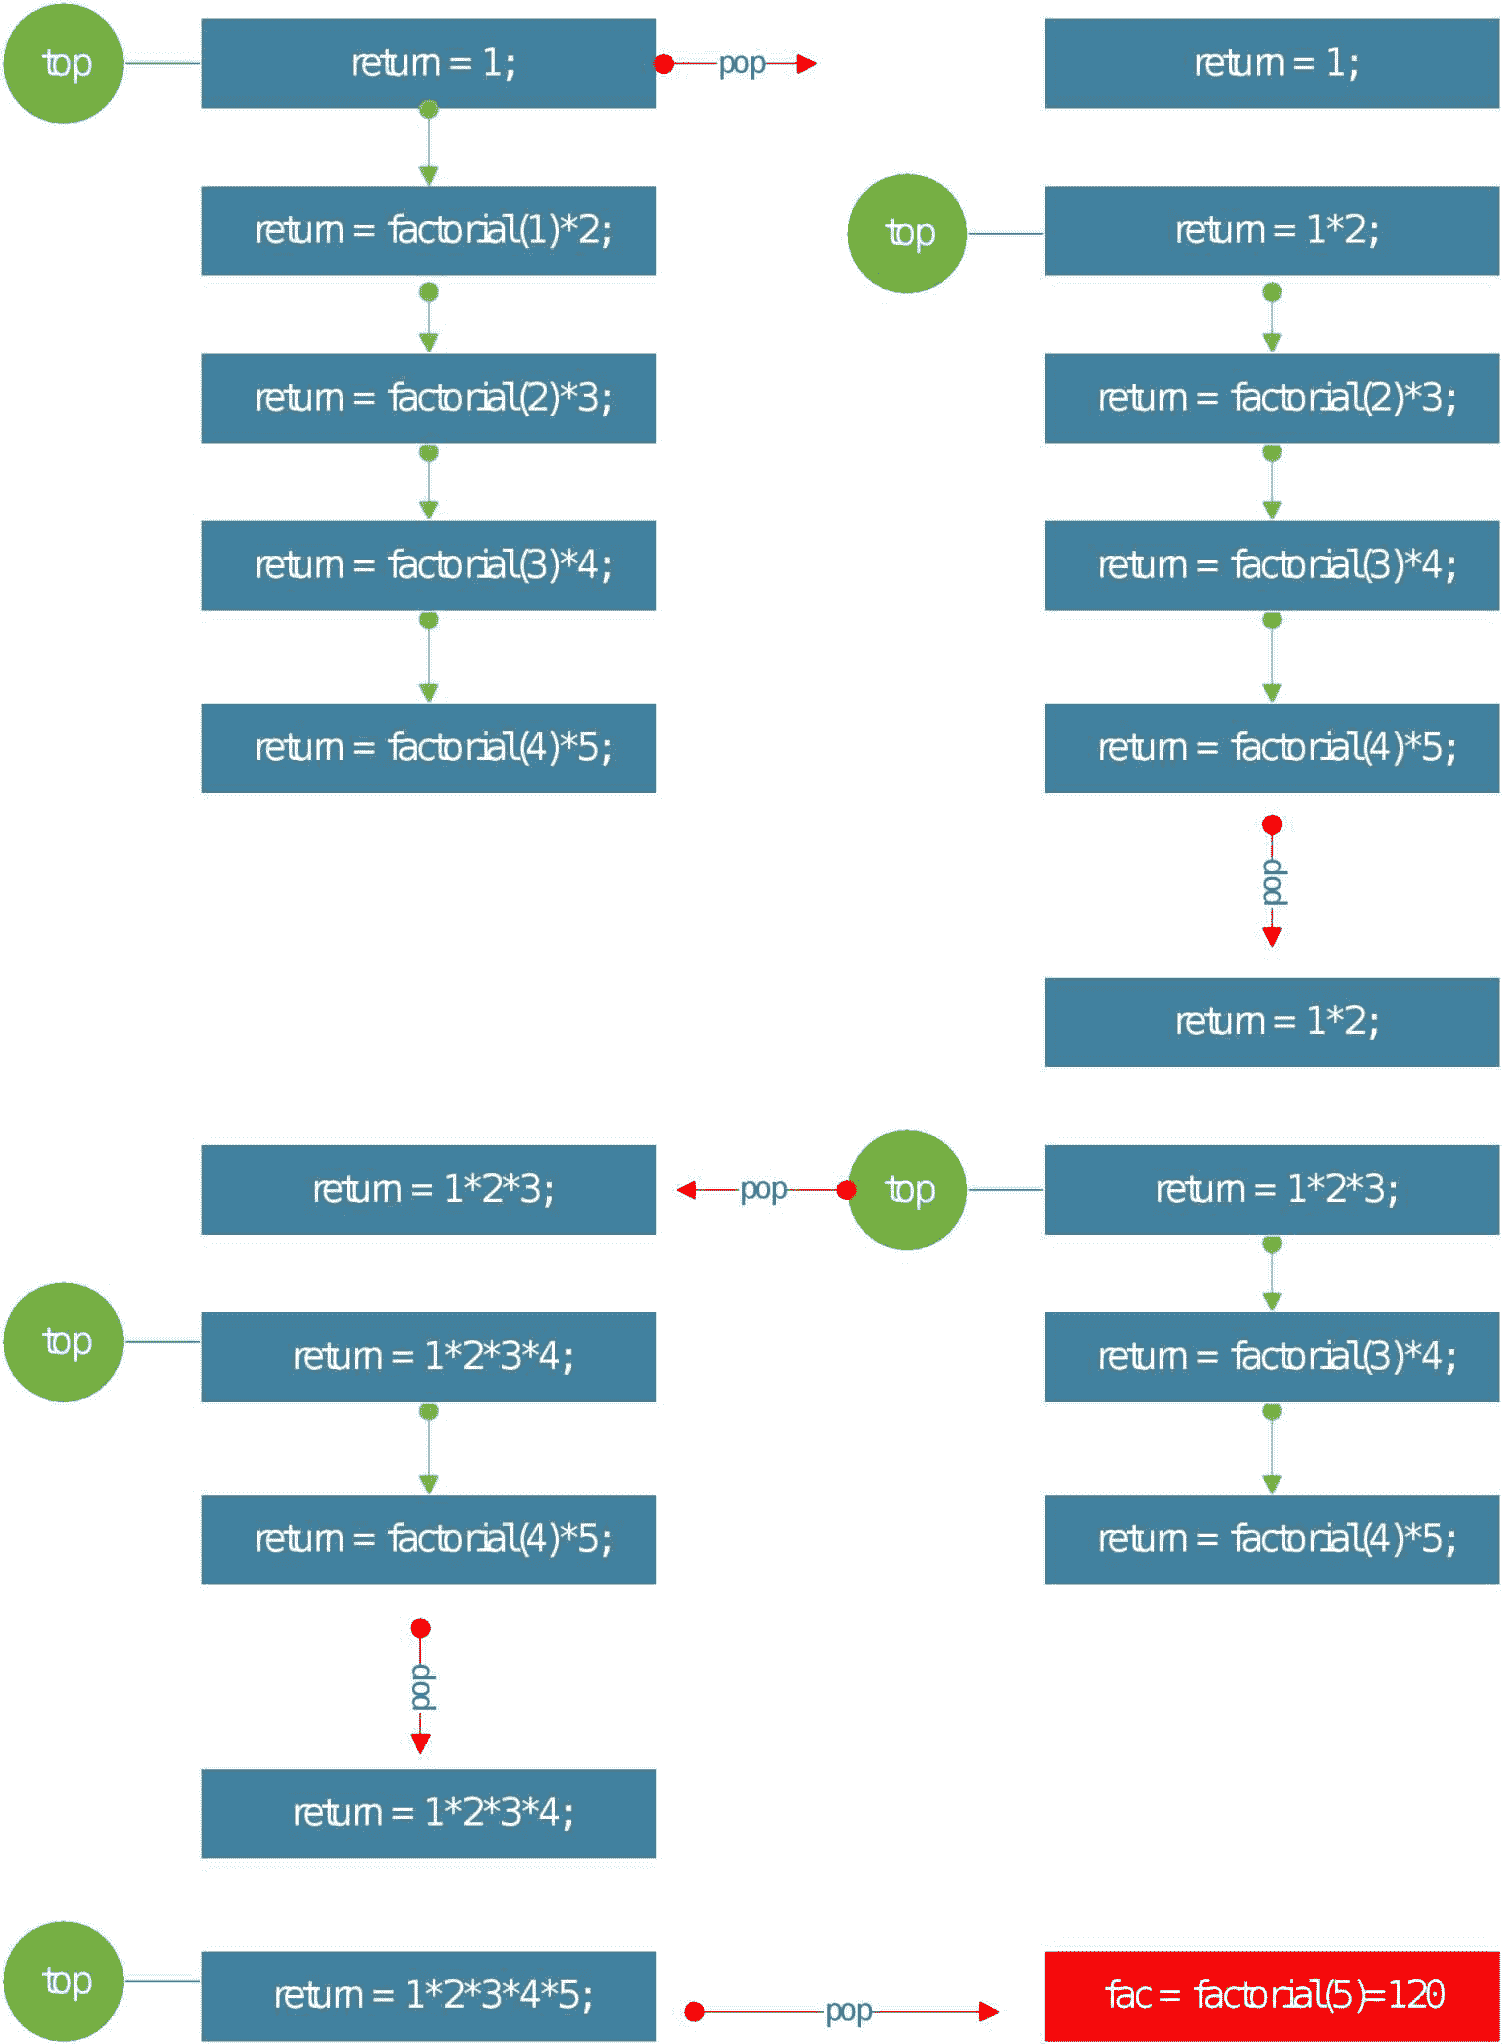 top
return = 1;
pop
return = 1;
return = factorial(1)*2;
top
return = 1*2;
return = factorial(2)*3;
return = factorial(2)*3;
return = factorial(3)*4;
return = factorial(3)*4;
return = factorial(4)*5;
return = factorial(4)*5;
pop
return = 1*2;
return = 1*2*3;
pop
top
return = 1*2*3;
top
return = 1*2*3*4;
return = factorial(3)*4;
return = factorial(4)*5;
return = factorial(4)*5;
pop
return = 1*2*3*4;
top
return = 1*2*3*4*5;
pop
fac = factorial(5)=120